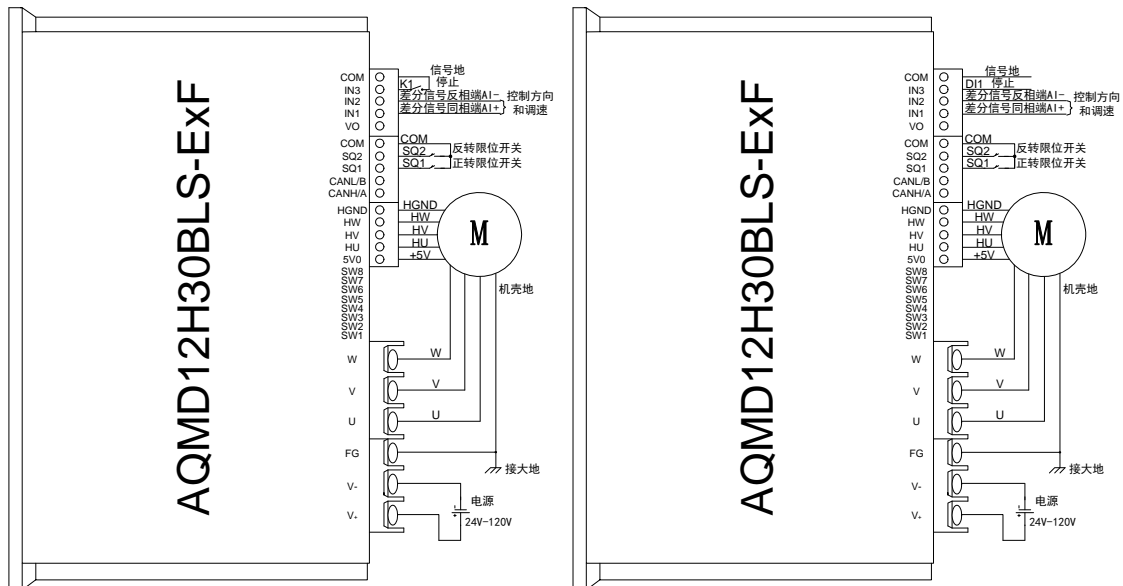 AQMD12H30BLS-ExF
COM
IN3
IN2
IN1
VO
COM
SQ2
SQ1
CANL/B
CANH/A
HGND
HW
HV
HU
5V0
SW8
SW7
SW6
SW5
SW4
SW3
SW2
SW1
W
V
U
FG
V-
V+
信号地
K1 停止
差分信号反相端AI- 控制方向
差分信号同相端AI+ 和调速
COM
SQ2 反转限位开关
SQ1 正转限位开关
HGND
HW
HV
HU
+5V
M
机壳地
W
V
U
接大地
电源
24V-120V
AQMD12H30BLS-ExF
COM
IN3
IN2
IN1
VO
COM
SQ2
SQ1
CANL/B
CANH/A
HGND
HW
HV
HU
5V0
SW8
SW7
SW6
SW5
SW4
SW3
SW2
SW1
W
V
U
FG
V-
V+
信号地
DI1 停止
差分信号反相端AI- 控制方向
差分信号同相端AI+ 和调速
COM
SQ2 反转限位开关
SQ1 正转限位开关
HGND
HW
HV
HU
+5V
M
机壳地
W
V
U
接大地
电源
24V-120V